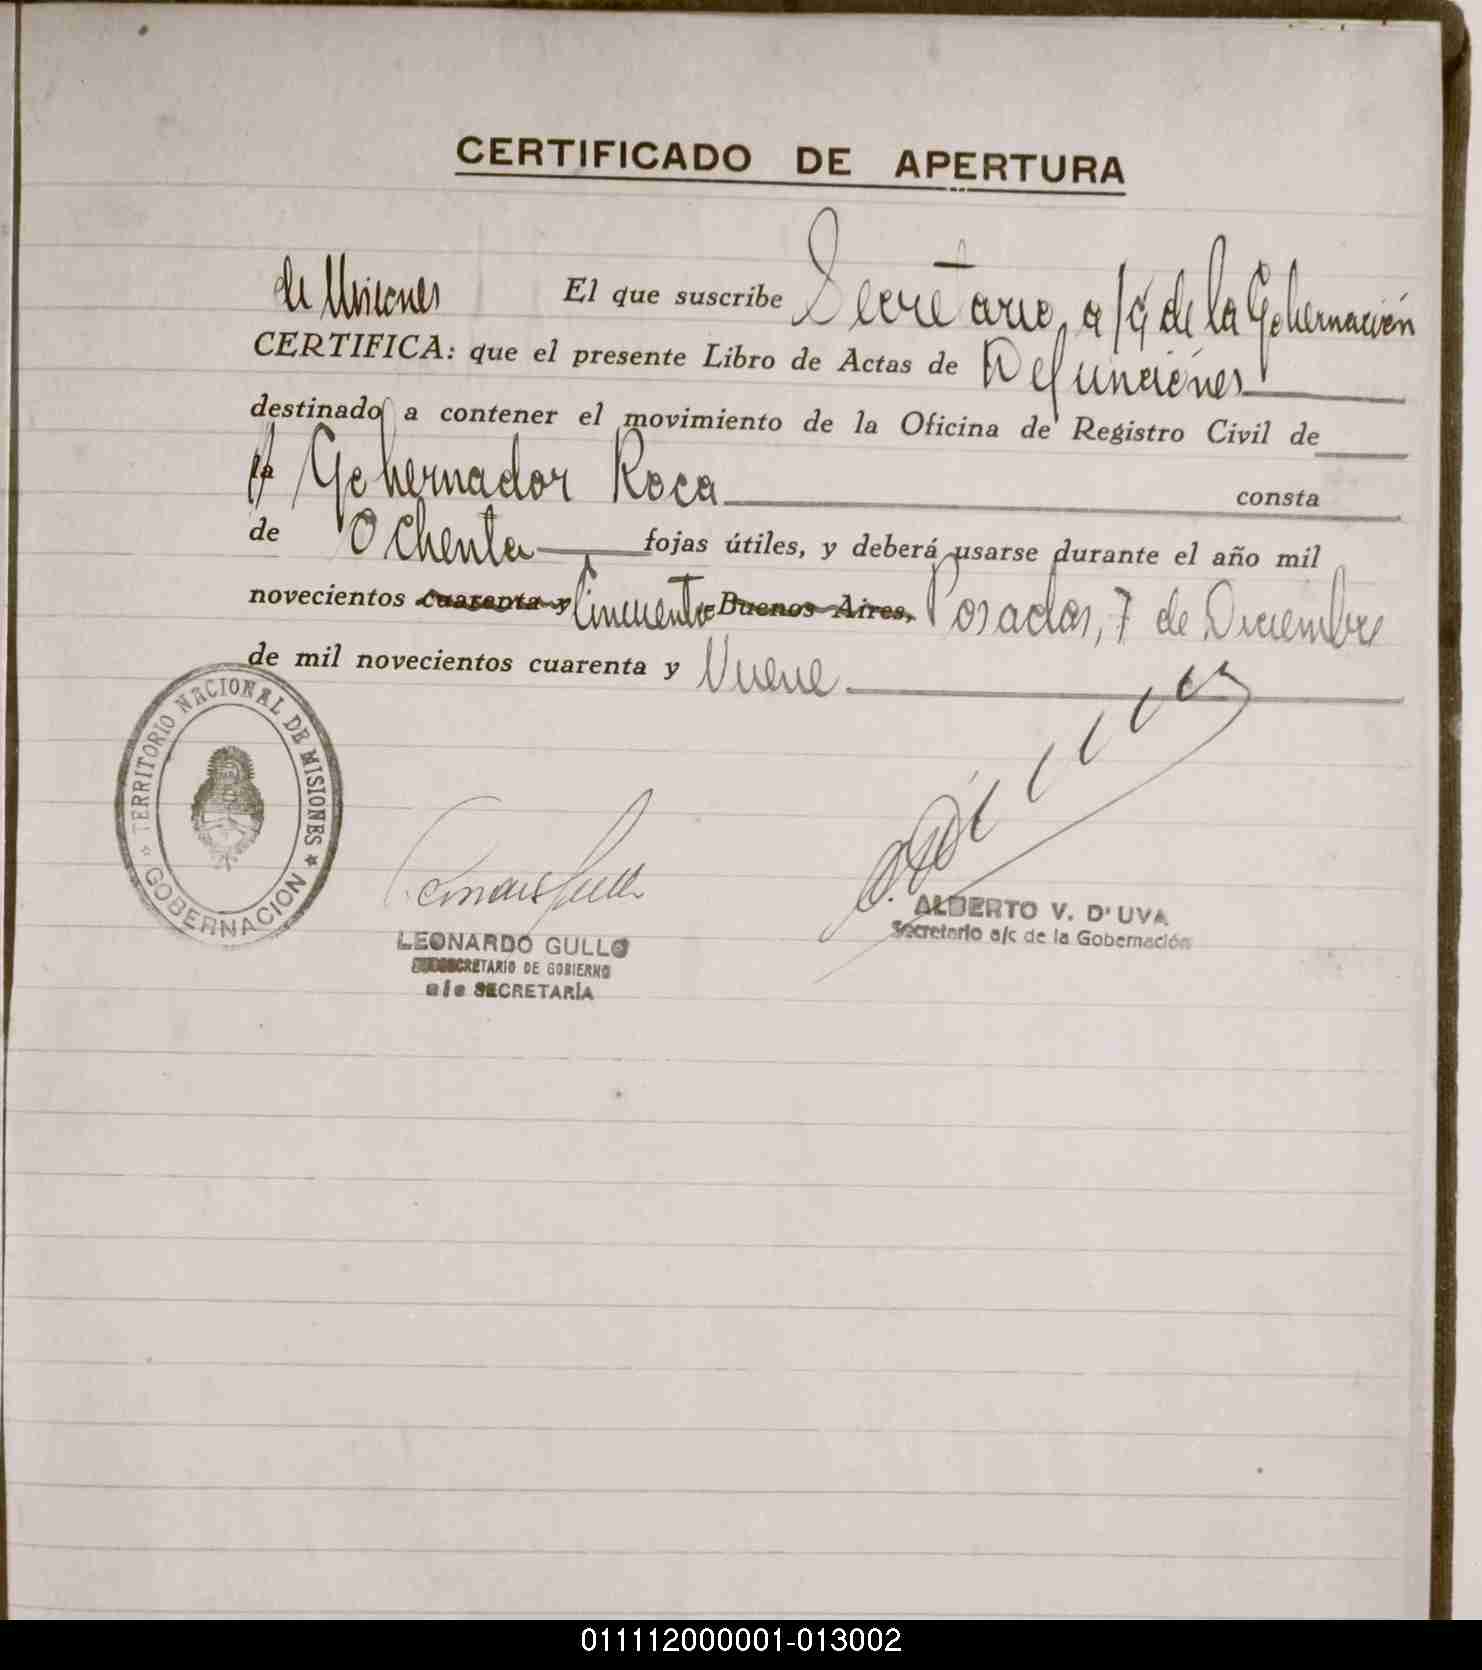 CERTIFICADO DE APERTURA
El que suscribe Secretario, a/c de la Gobernación
de Misiones
CERTIFICA: que el presente Libro de Actas de Defunciones
destinado a contener el movimiento de la Oficina de Registro Civil de
Gobernador Roca consta
de Ochenta fojas útiles, y deberá usarse durante el año mil
novecientos cuarenta y Cincuenta Buenos Aires, Posadas, 7 de Diciembre
de mil novecientos cuarenta y Nueve
TERRITORIO NACIONAL DE MISIONES
GOBERNACION
LEONARDO GULLO
SUBSECRETARIO DE GOBIERNO
a/c SECRETARÍA
ALBERTO V. D'UVA
Secretario a/c de la Gobernación
011112000001-013002